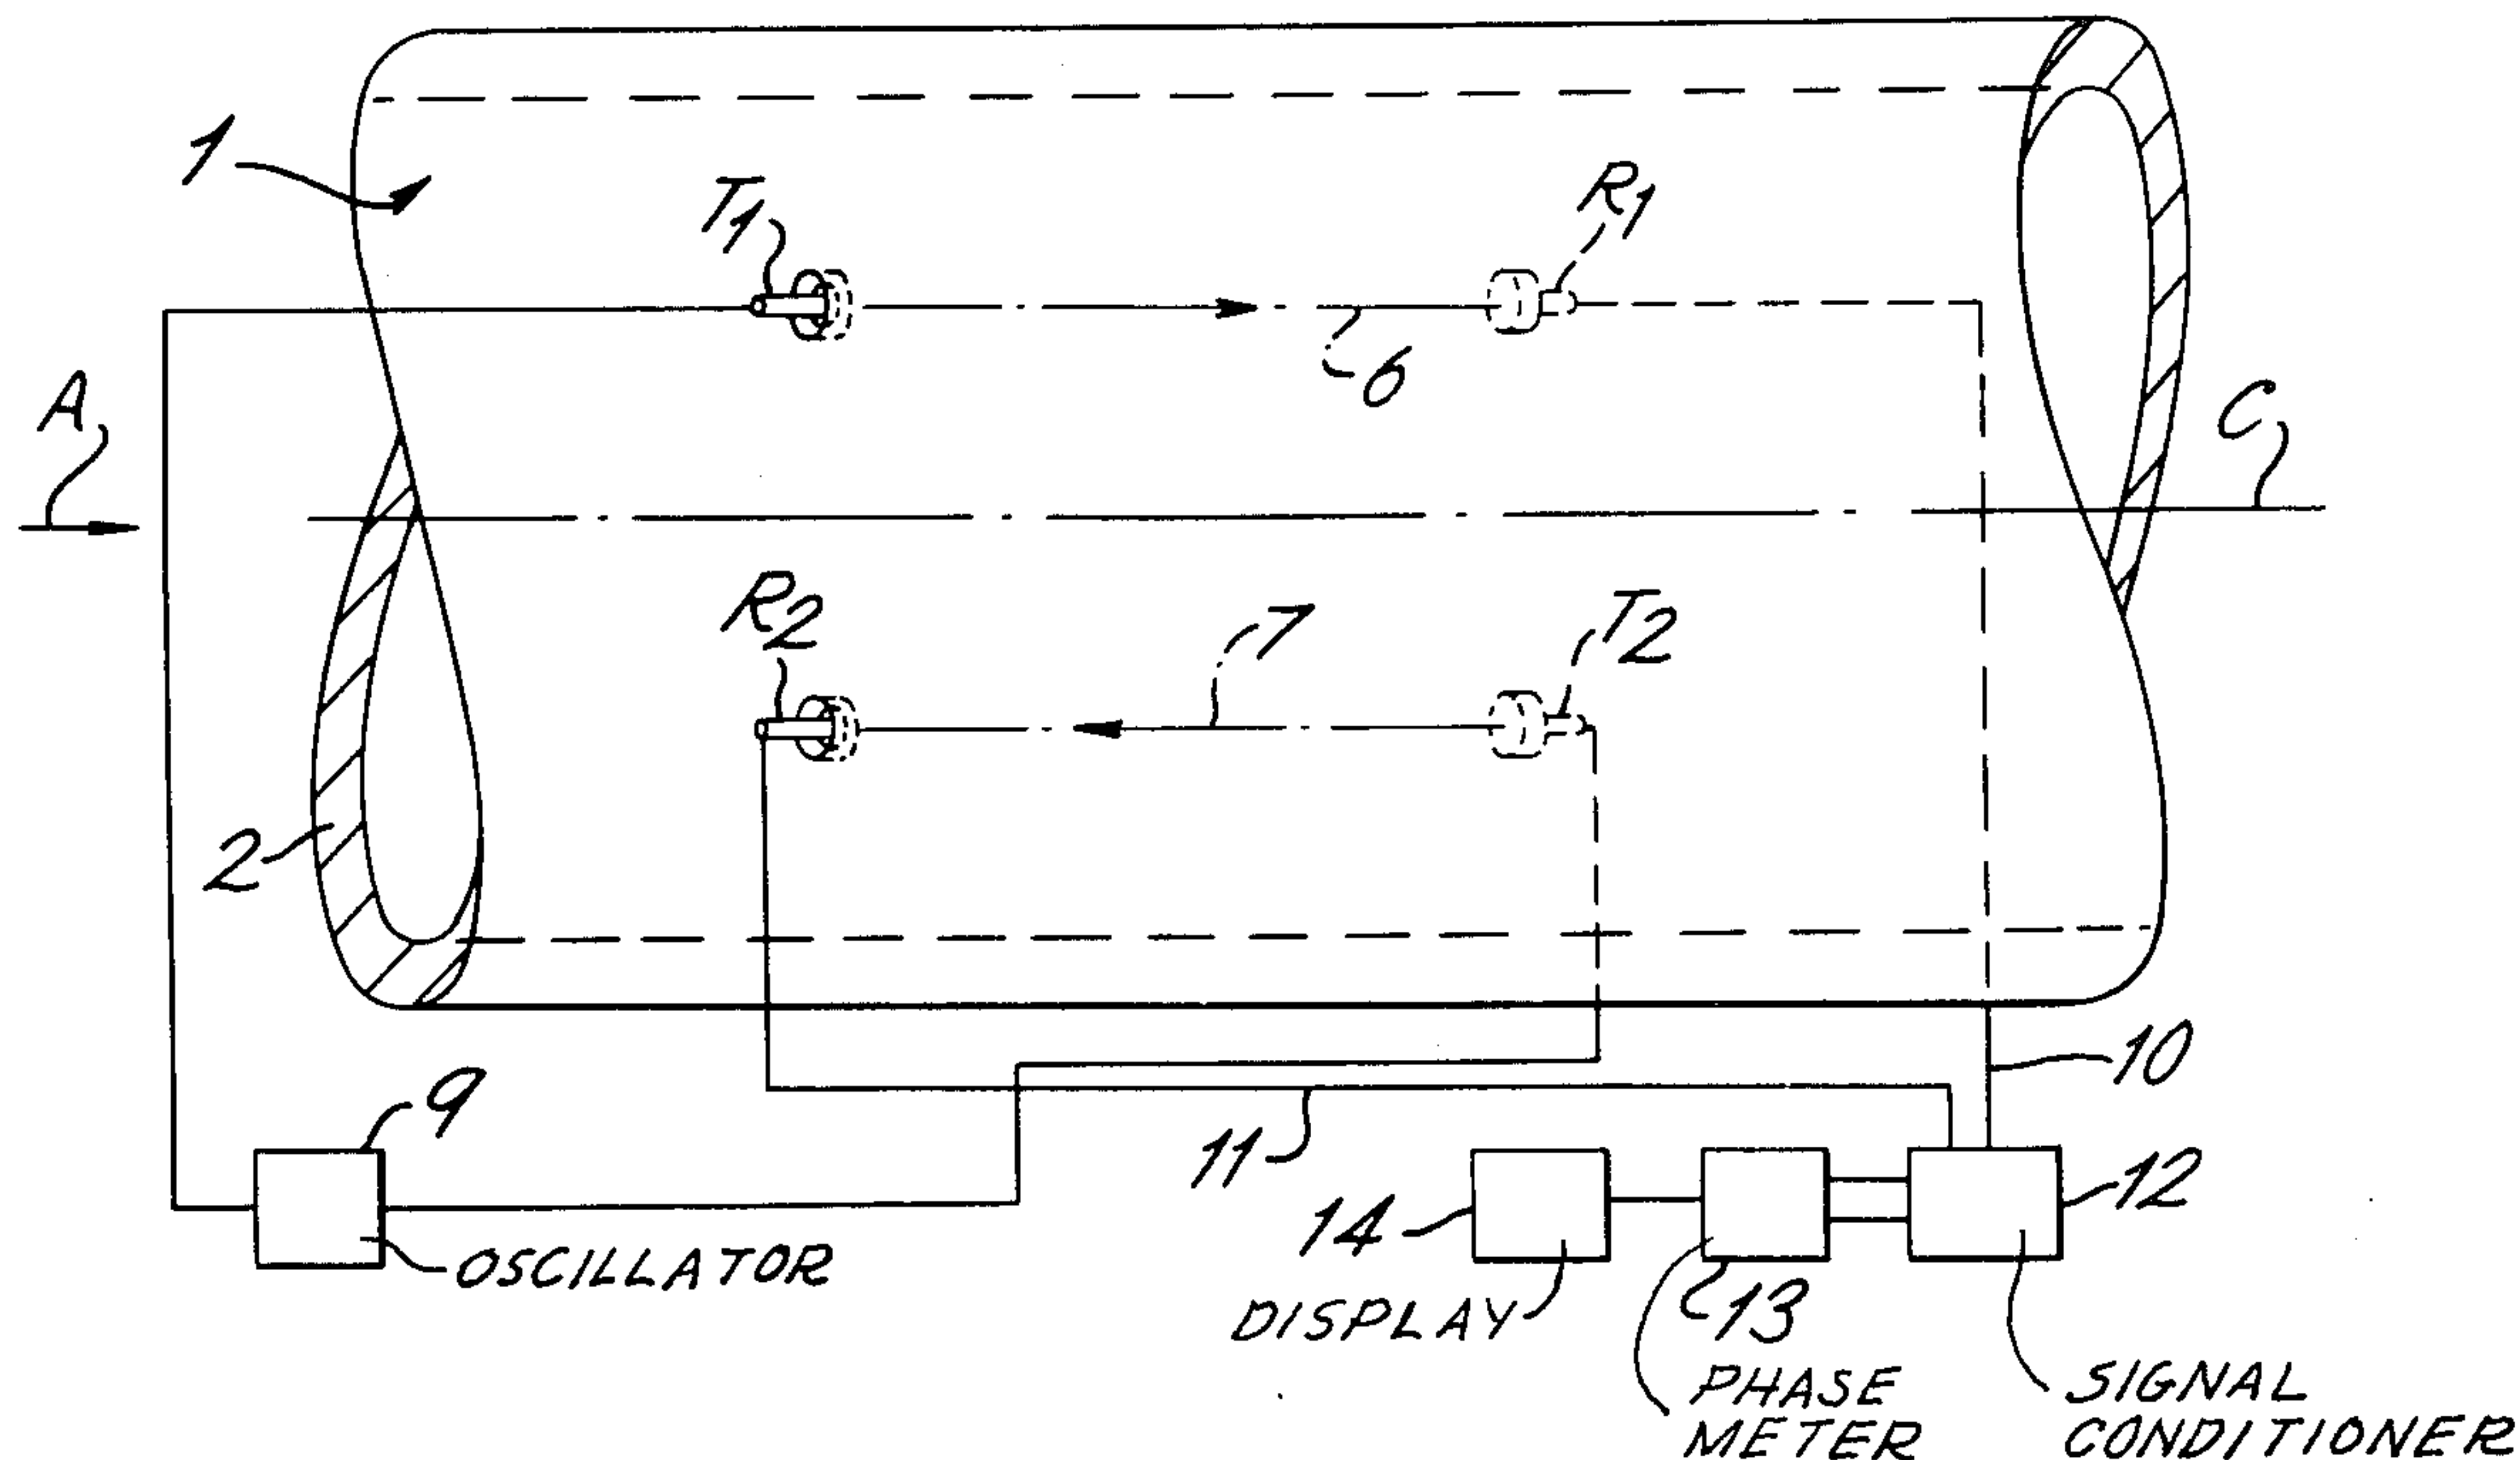 1
T1
R1
6
A
C
R2
7
T2
2
10
9
11
12
14
OSCILLATOR
13
DISPLAY
PHASE
METER
SIGNAL
CONDITIONER